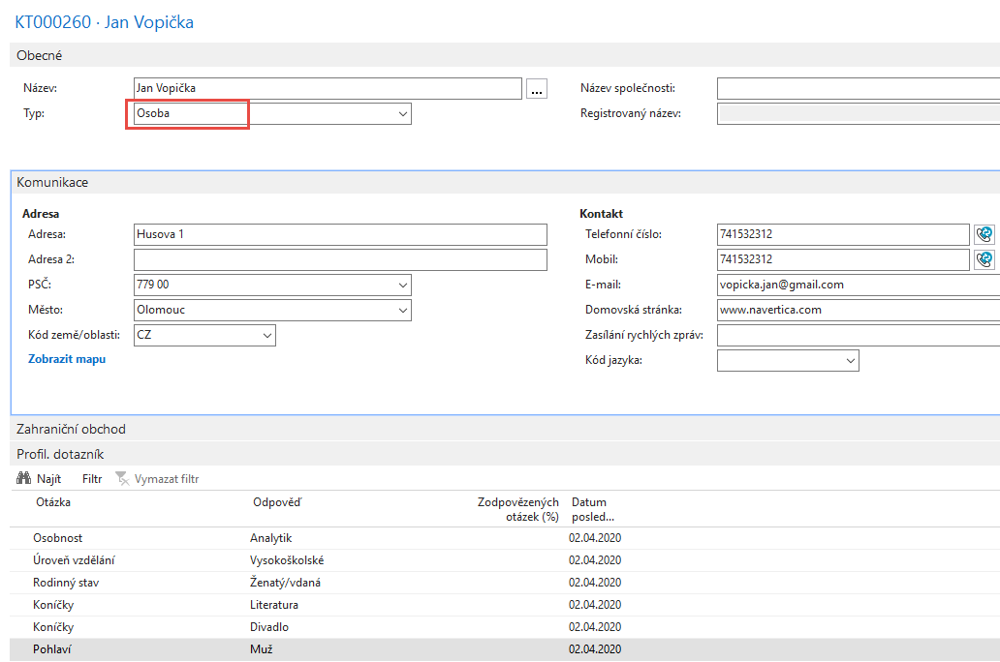 KT000260 · Jan Vopička
Obecné
Název: Jan Vopička ... Název společnosti:
Typ: Osoba Registrovaný název:
Komunikace
Adresa Kontakt
Adresa: Husova 1 Telefonní číslo: 741532312
Adresa 2: Mobil: 741532312
PSČ: 779 00 E-mail: vopicka.jan@gmail.com
Město: Olomouc Domovská stránka: www.navertica.com
Kód země/oblasti: CZ Zasílání rychlých zpráv:
Zobrazit mapu Kód jazyka:
Zahraniční obchod
Profil. dotazník
Najít Filtr Vymazat filtr
Otázka Odpověď Zodpovězených otázek (%) Datum posled...
Osobnost Analytik 02.04.2020
Úroveň vzdělání Vysokoškolské 02.04.2020
Rodinný stav Ženatý/vdaná 02.04.2020
Koníčky Literatura 02.04.2020
Koníčky Divadlo 02.04.2020
Pohlaví Muž 02.04.2020